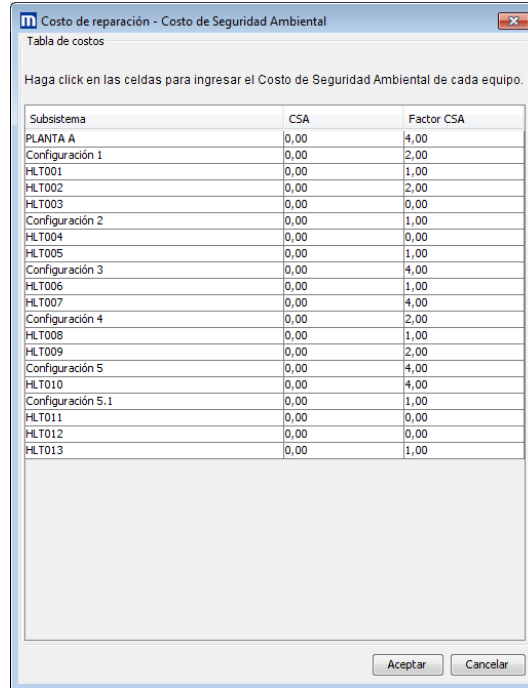 m Costo de reparación - Costo de Seguridad Ambiental
Tabla de costos
Haga click en las celdas para ingresar el Costo de Seguridad Ambiental de cada equipo.
Subsistema CSA Factor CSA
PLANTA A 0,00 4,00
Configuración 1 0,00 2,00
HLT001 0,00 1,00
HLT002 0,00 2,00
HLT003 0,00 0,00
Configuración 2 0,00 1,00
HLT004 0,00 0,00
HLT005 0,00 1,00
Configuración 3 0,00 4,00
HLT006 0,00 1,00
HLT007 0,00 4,00
Configuración 4 0,00 2,00
HLT008 0,00 1,00
HLT009 0,00 2,00
Configuración 5 0,00 4,00
HLT010 0,00 4,00
Configuración 5.1 0,00 1,00
HLT011 0,00 0,00
HLT012 0,00 0,00
HLT013 0,00 1,00
Aceptar Cancelar